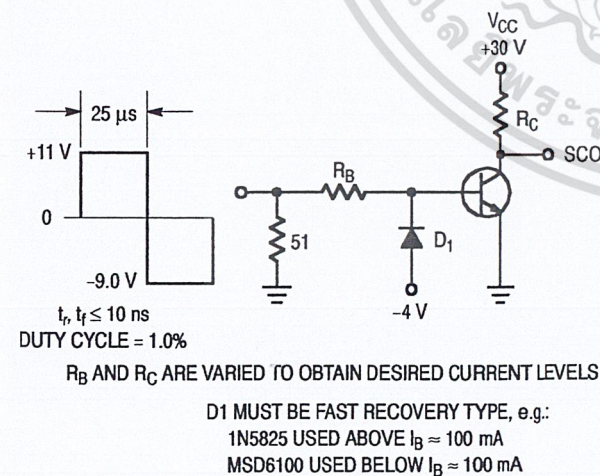 V_CC
+30 V
25 µs
R_C
+11 V
SCO
R_B
0
51
D₁
−9.0 V
−4 V
t_r, t_f ≤ 10 ns
DUTY CYCLE = 1.0%
R_B AND R_C ARE VARIED TO OBTAIN DESIRED CURRENT LEVELS
D1 MUST BE FAST RECOVERY TYPE, e.g.:
1N5825 USED ABOVE I_B ≈ 100 mA
MSD6100 USED BELOW I_B ≈ 100 mA